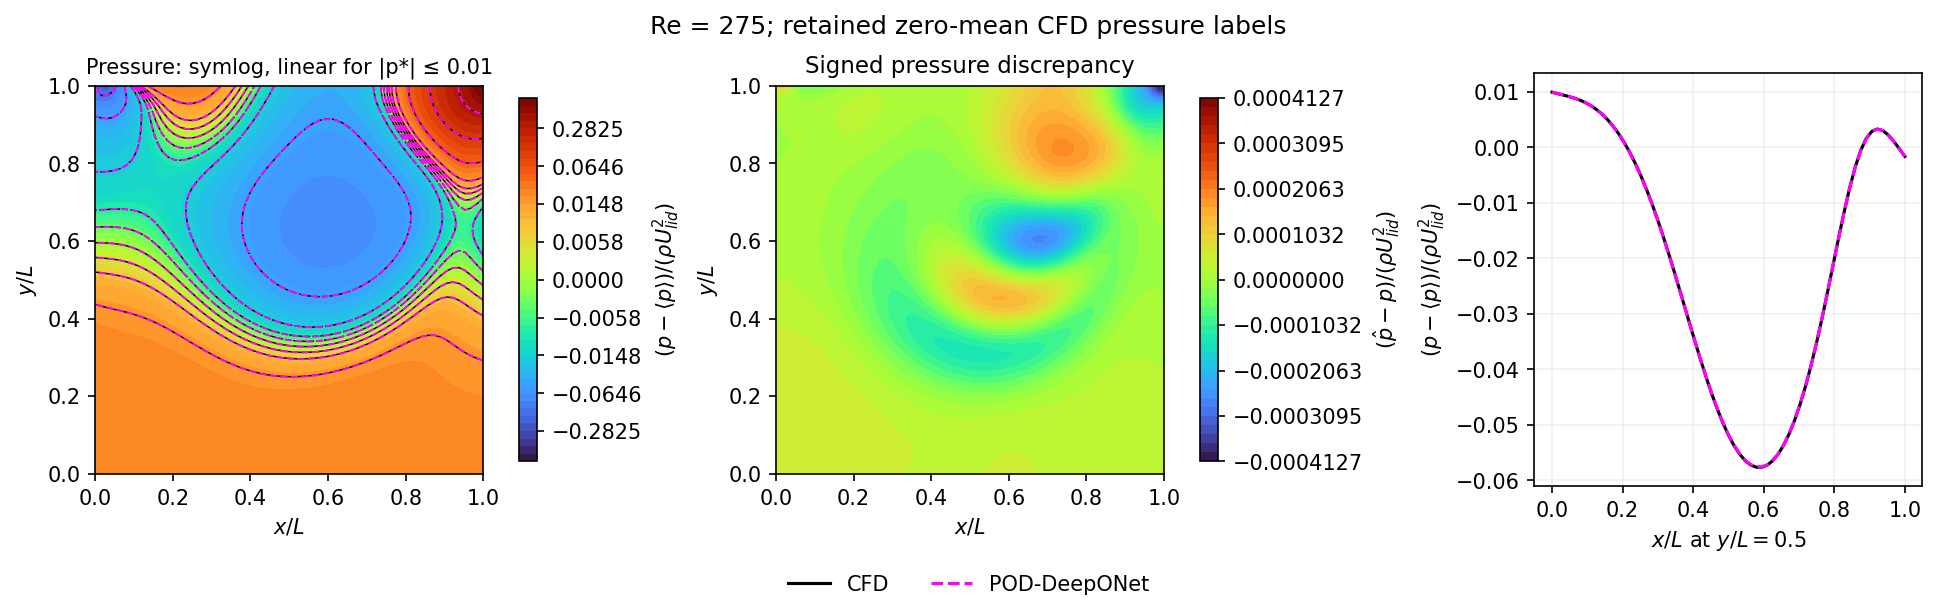 Re = 275; retained zero-mean CFD pressure labels
Pressure: symlog, linear for |p*| ≤ 0.01
1.0
0.8
0.6
0.4
0.2
0.0
y/L
0.0 0.2 0.4 0.6 0.8 1.0
x/L
0.2825
0.0646
0.0148
0.0058
0.0000
−0.0058
−0.0148
−0.0646
−0.2825
(p − ⟨p⟩)/(ρU²lid)
Signed pressure discrepancy
1.0
0.8
0.6
0.4
0.2
0.0
y/L
0.0 0.2 0.4 0.6 0.8 1.0
x/L
0.0004127
0.0003095
0.0002063
0.0001032
0.0000000
−0.0001032
−0.0002063
−0.0003095
−0.0004127
(p̂ − p)/(ρU²lid)
(p − ⟨p⟩)/(ρU²lid)
0.01
0.00
−0.01
−0.02
−0.03
−0.04
−0.05
−0.06
0.0 0.2 0.4 0.6 0.8 1.0
x/L at y/L = 0.5
CFD
POD-DeepONet